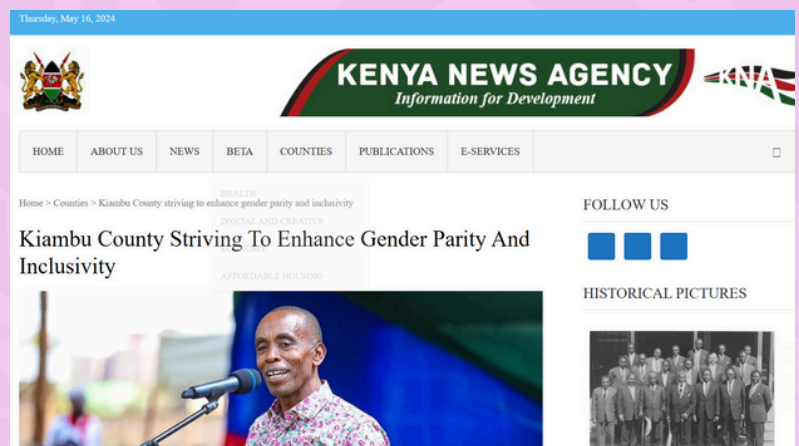 Thursday, May 16, 2024
KENYA NEWS AGENCY
Information for Development
KNA
HOME ABOUT US NEWS BETA COUNTIES PUBLICATIONS E-SERVICES
HEALTH
Home > Counties > Kiambu County striving to enhance gender parity and inclusivity
DIGITAL AND CREATIVE
Kiambu County Striving To Enhance Gender Parity And
Inclusivity
AFFORDABLE HOUSING
FOLLOW US
HISTORICAL PICTURES